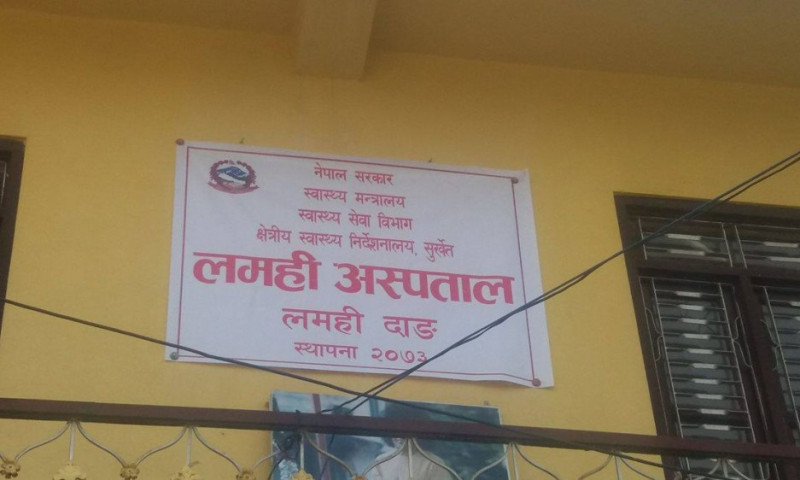 नेपाल सरकार
स्वास्थ्य मन्त्रालय
स्वास्थ्य सेवा विभाग
क्षेत्रीय स्वास्थ्य निर्देशनालय, सुर्खेत
लमही अस्पताल
लमही दाङ
स्थापना २०७३